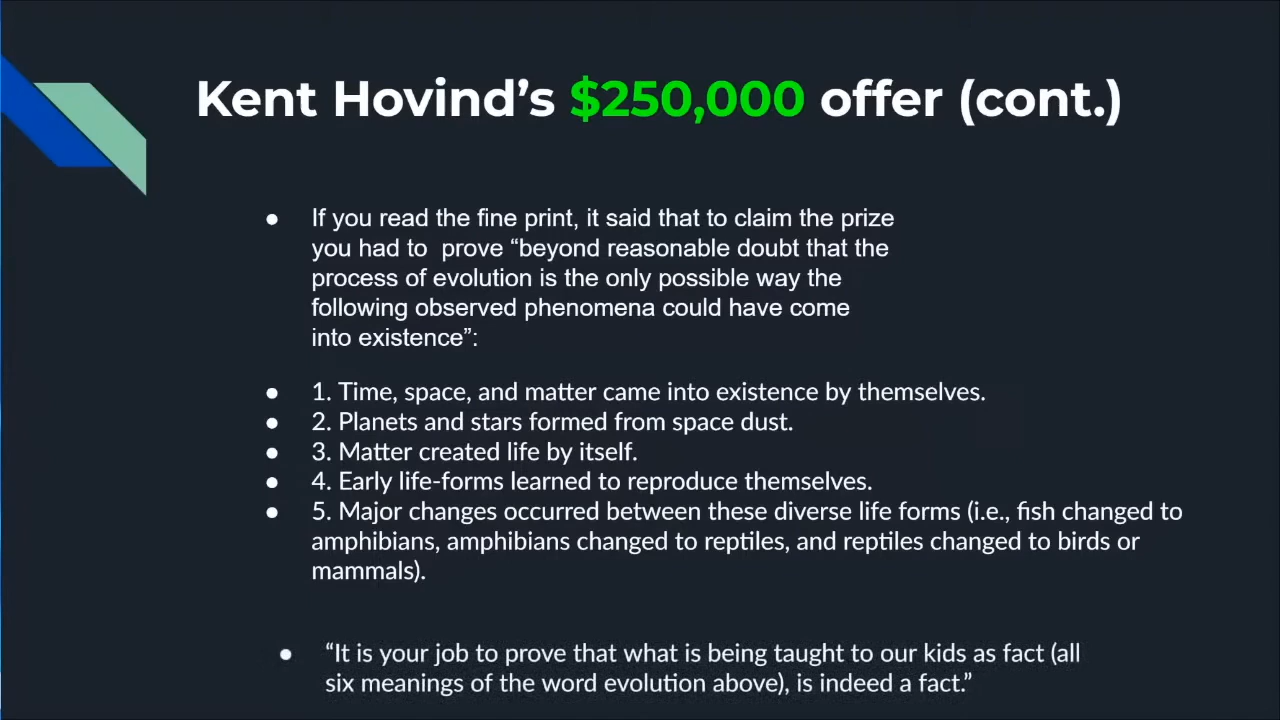 Kent Hovind’s $250,000 offer (cont.)
● If you read the fine print, it said that to claim the prize
you had to  prove “beyond reasonable doubt that the
process of evolution is the only possible way the
following observed phenomena could have come
into existence”:
● 1. Time, space, and matter came into existence by themselves.
● 2. Planets and stars formed from space dust.
● 3. Matter created life by itself.
● 4. Early life-forms learned to reproduce themselves.
● 5. Major changes occurred between these diverse life forms (i.e., fish changed to
amphibians, amphibians changed to reptiles, and reptiles changed to birds or
mammals).
● “It is your job to prove that what is being taught to our kids as fact (all
six meanings of the word evolution above), is indeed a fact.”